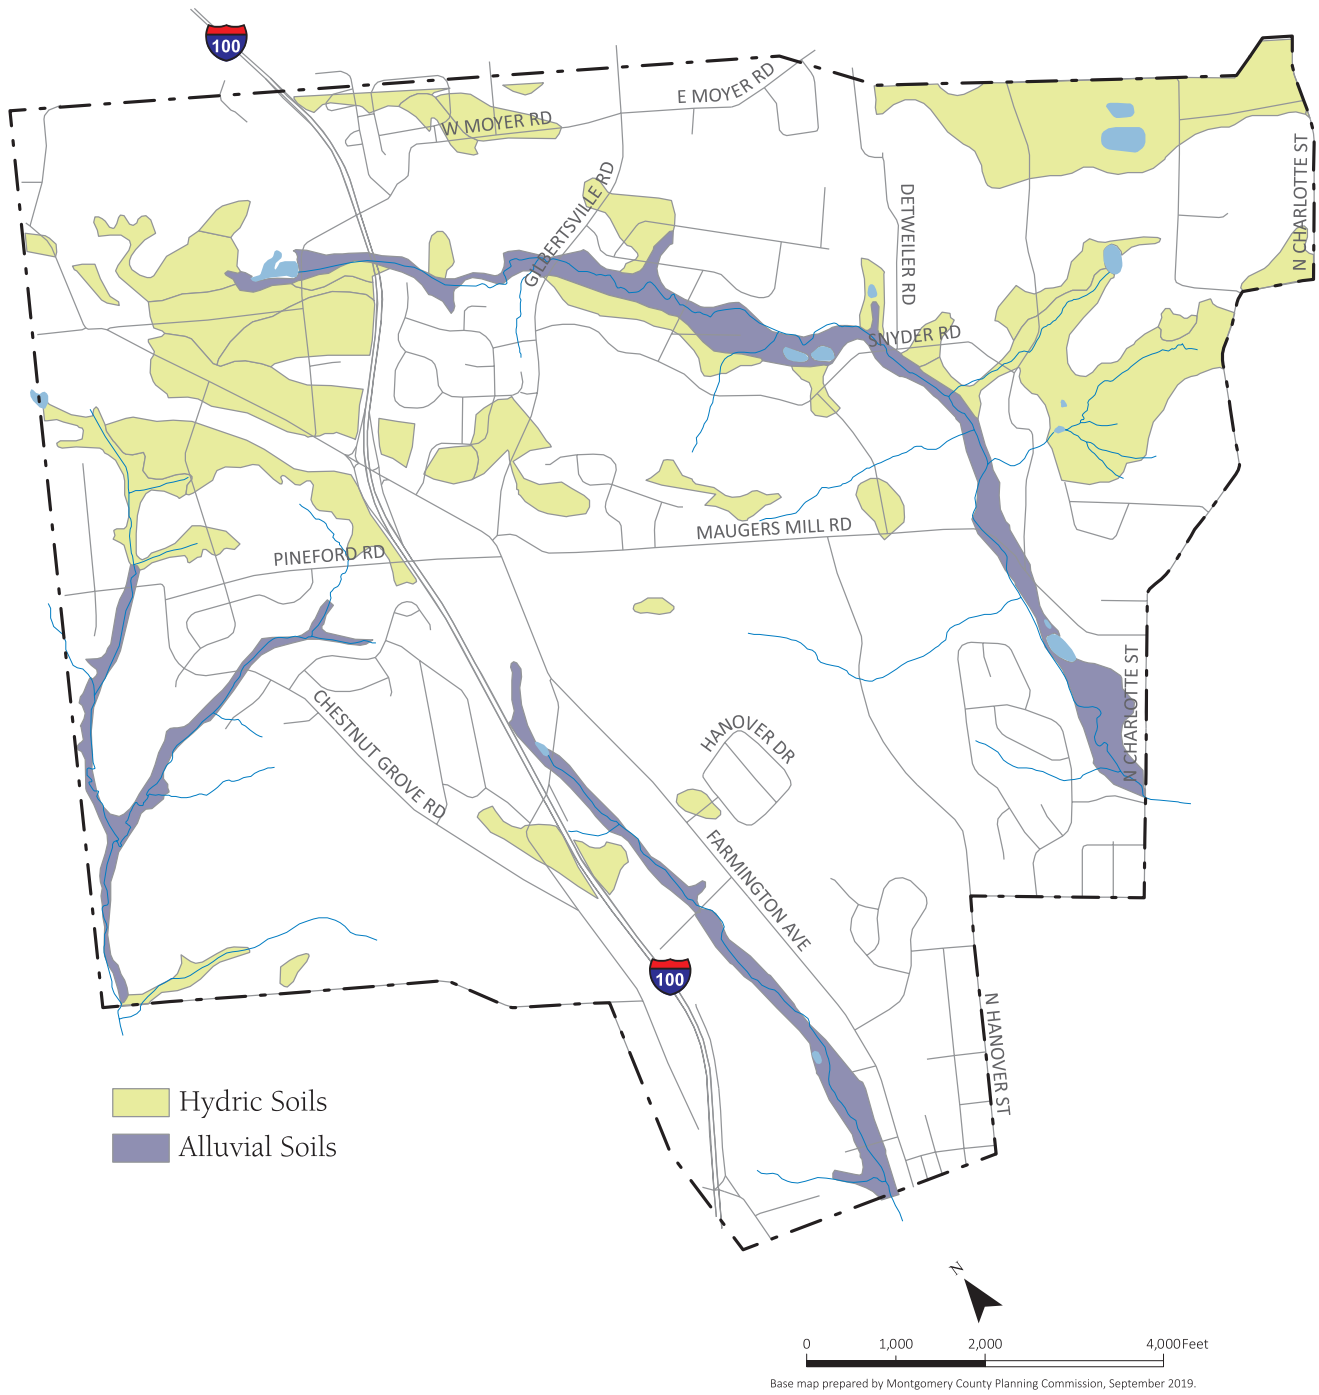 100
E MOYER RD
W MOYER RD
N CHARLOTTE ST
GILBERTSVILLE RD
DETWEILER RD
SNYDER RD
MAUGERS MILL RD
PINEFORD RD
N CHARLOTTE ST
CHESTNUT GROVE RD
HANOVER DR
FARMINGTON AVE
100
N HANOVER ST
Hydric Soils
Alluvial Soils
N
0 1,000 2,000 4,000 Feet
Base map prepared by Montgomery County Planning Commission, September 2019.